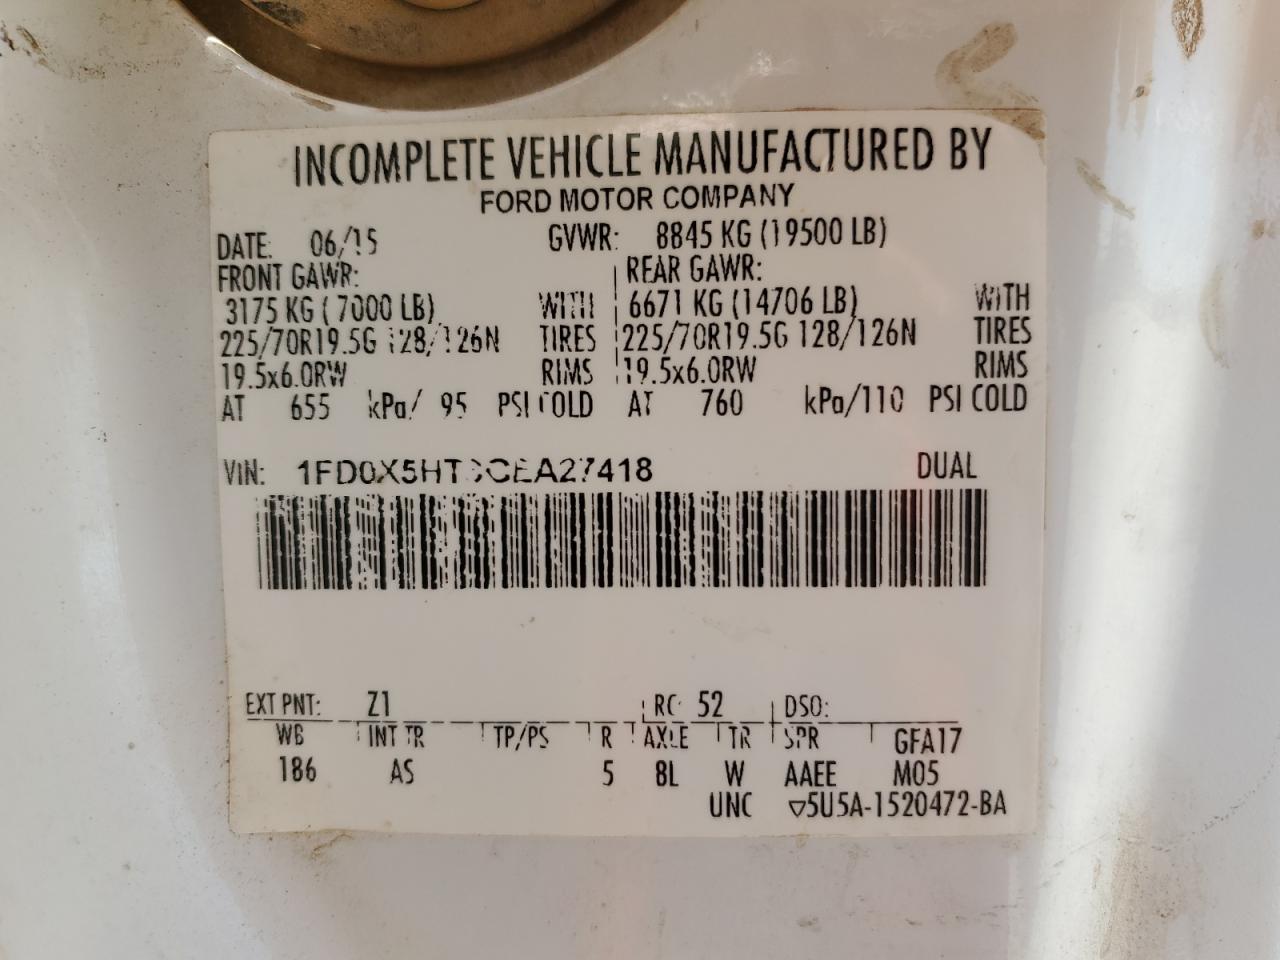 INCOMPLETE VEHICLE MANUFACTURED BY
FORD MOTOR COMPANY
DATE: 06/15 GVWR: 8845 KG (19500 LB)
FRONT GAWR: REAR GAWR:
3175 KG ( 7000 LB) WITH 6671 KG (14706 LB) WITH
225/70R19.5G 128/126N TIRES 225/70R19.5G 128/126N TIRES
19.5x6.0RW RIMS 19.5x6.0RW RIMS
AT 655 kPa/ 95 PSI COLD AT 760 kPa/110 PSI COLD
VIN: DUAL
EXT PNT: Z1 RC: 52 DSO:
WB INT TR TP/PS R AXLE TR SPR GFA17
186 AS 5 8L W AAEE M05
UNC ▽5U5A-1520472-BA